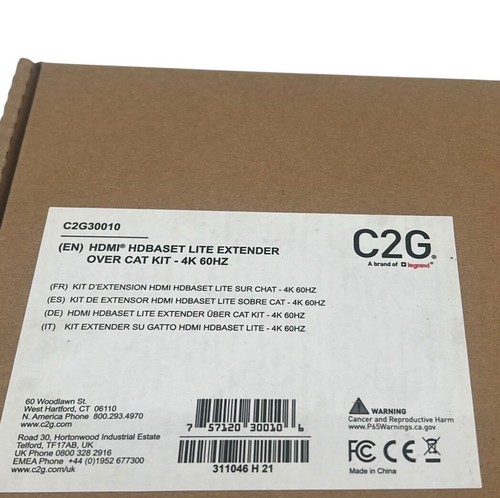 C2G30010
(EN) HDMI® HDBASET LITE EXTENDER
OVER CAT KIT - 4K 60HZ
C2G®
A brand of legrand®
(FR) KIT D'EXTENSION HDMI HDBASET LITE SUR CHAT - 4K 60HZ
(ES) KIT DE EXTENSOR HDMI HDBASET LITE SOBRE CAT - 4K 60HZ
(DE) HDMI HDBASET LITE EXTENDER ÜBER CAT KIT - 4K 60HZ
(IT) KIT EXTENDER SU GATTO HDMI HDBASET LITE - 4K 60HZ
60 Woodlawn St.
West Hartford, CT 06110
N. America Phone 800.293.4970
www.c2g.com
Road 30, Hortonwood Industrial Estate
Telford, TF17AB, UK
UK Phone 0800 328 2916
EMEA Phone +44 (0)1952 677300
www.c2g.com/uk
7 57120 30010 6
311046 H 21
WARNING
Cancer and Reproductive Harm
www.P65Warnings.ca.gov
FC CE
Made in China